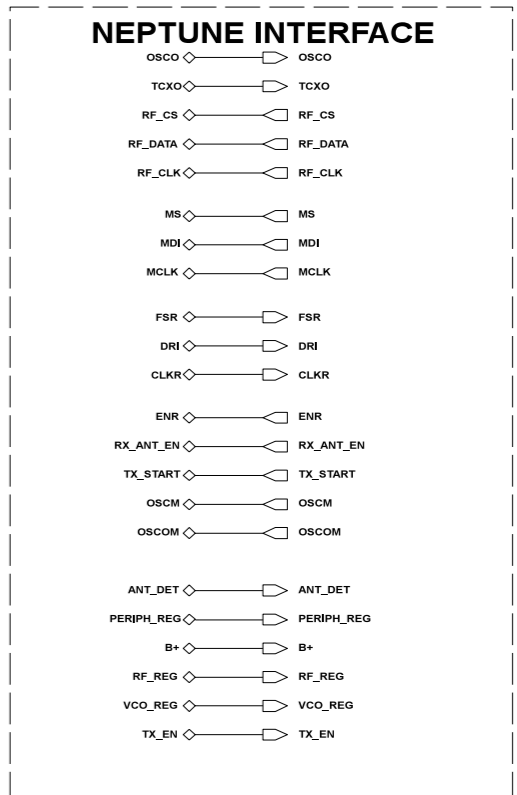 NEPTUNE INTERFACE
OSCO OSCO
TCXO TCXO
RF_CS RF_CS
RF_DATA RF_DATA
RF_CLK RF_CLK
MS MS
MDI MDI
MCLK MCLK
FSR FSR
DRI DRI
CLKR CLKR
ENR ENR
RX_ANT_EN RX_ANT_EN
TX_START TX_START
OSCM OSCM
OSCOM OSCOM
ANT_DET ANT_DET
PERIPH_REG PERIPH_REG
B+ B+
RF_REG RF_REG
VCO_REG VCO_REG
TX_EN TX_EN